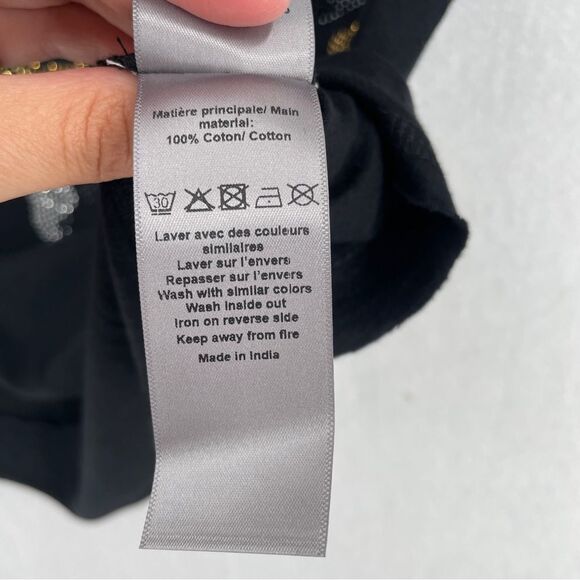 Matière principale/ Main
material:
100% Coton/ Cotton
30
Laver avec des couleurs
similaires
Laver sur l'envers
Repasser sur l'envers
Wash with similar colors
Wash inside out
Iron on reverse side
Keep away from fire
Made in India